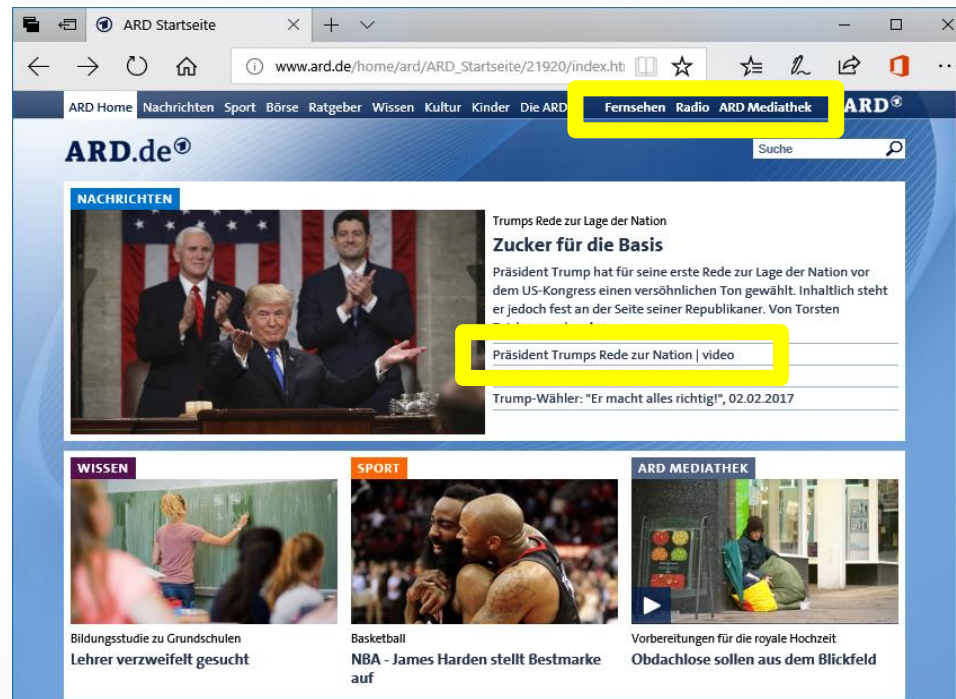 ARD Startseite
www.ard.de/home/ard/ARD_Startseite/21920/index.ht
ARD Home Nachrichten Sport Börse Ratgeber Wissen Kultur Kinder Die ARD Fernsehen Radio ARD Mediathek ARD®
ARD.de
Suche
NACHRICHTEN
Trumps Rede zur Lage der Nation
Zucker für die Basis
Präsident Trump hat für seine erste Rede zur Lage der Nation vor
dem US-Kongress einen versöhnlichen Ton gewählt. Inhaltlich steht
er jedoch fest an der Seite seiner Republikaner. Von Torsten
Präsident Trumps Rede zur Nation | video
Trump-Wähler: "Er macht alles richtig!", 02.02.2017
WISSEN
SPORT
ARD MEDIATHEK
Bildungsstudie zu Grundschulen
Lehrer verzweifelt gesucht
Basketball
NBA - James Harden stellt Bestmarke
auf
Vorbereitungen für die royale Hochzeit
Obdachlose sollen aus dem Blickfeld